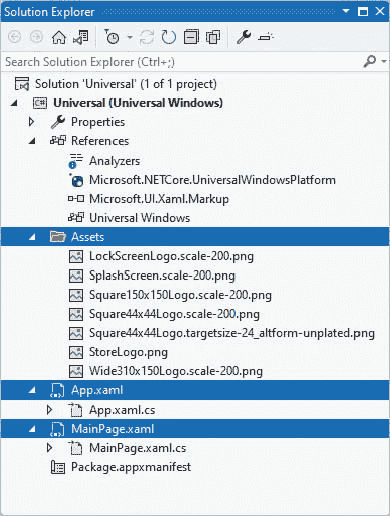 Solution Explorer
Search Solution Explorer (Ctrl+;)
Solution 'Universal' (1 of 1 project)
C# Universal (Universal Windows)
Properties
References
Analyzers
Microsoft.NETCore.UniversalWindowsPlatform
Microsoft.UI.Xaml.Markup
Universal Windows
Assets
LockScreenLogo.scale-200.png
SplashScreen.scale-200.png
Square150x150Logo.scale-200.png
Square44x44Logo.scale-200.png
Square44x44Logo.targetsize-24_altform-unplated.png
StoreLogo.png
Wide310x150Logo.scale-200.png
App.xaml
App.xaml.cs
MainPage.xaml
MainPage.xaml.cs
Package.appxmanifest